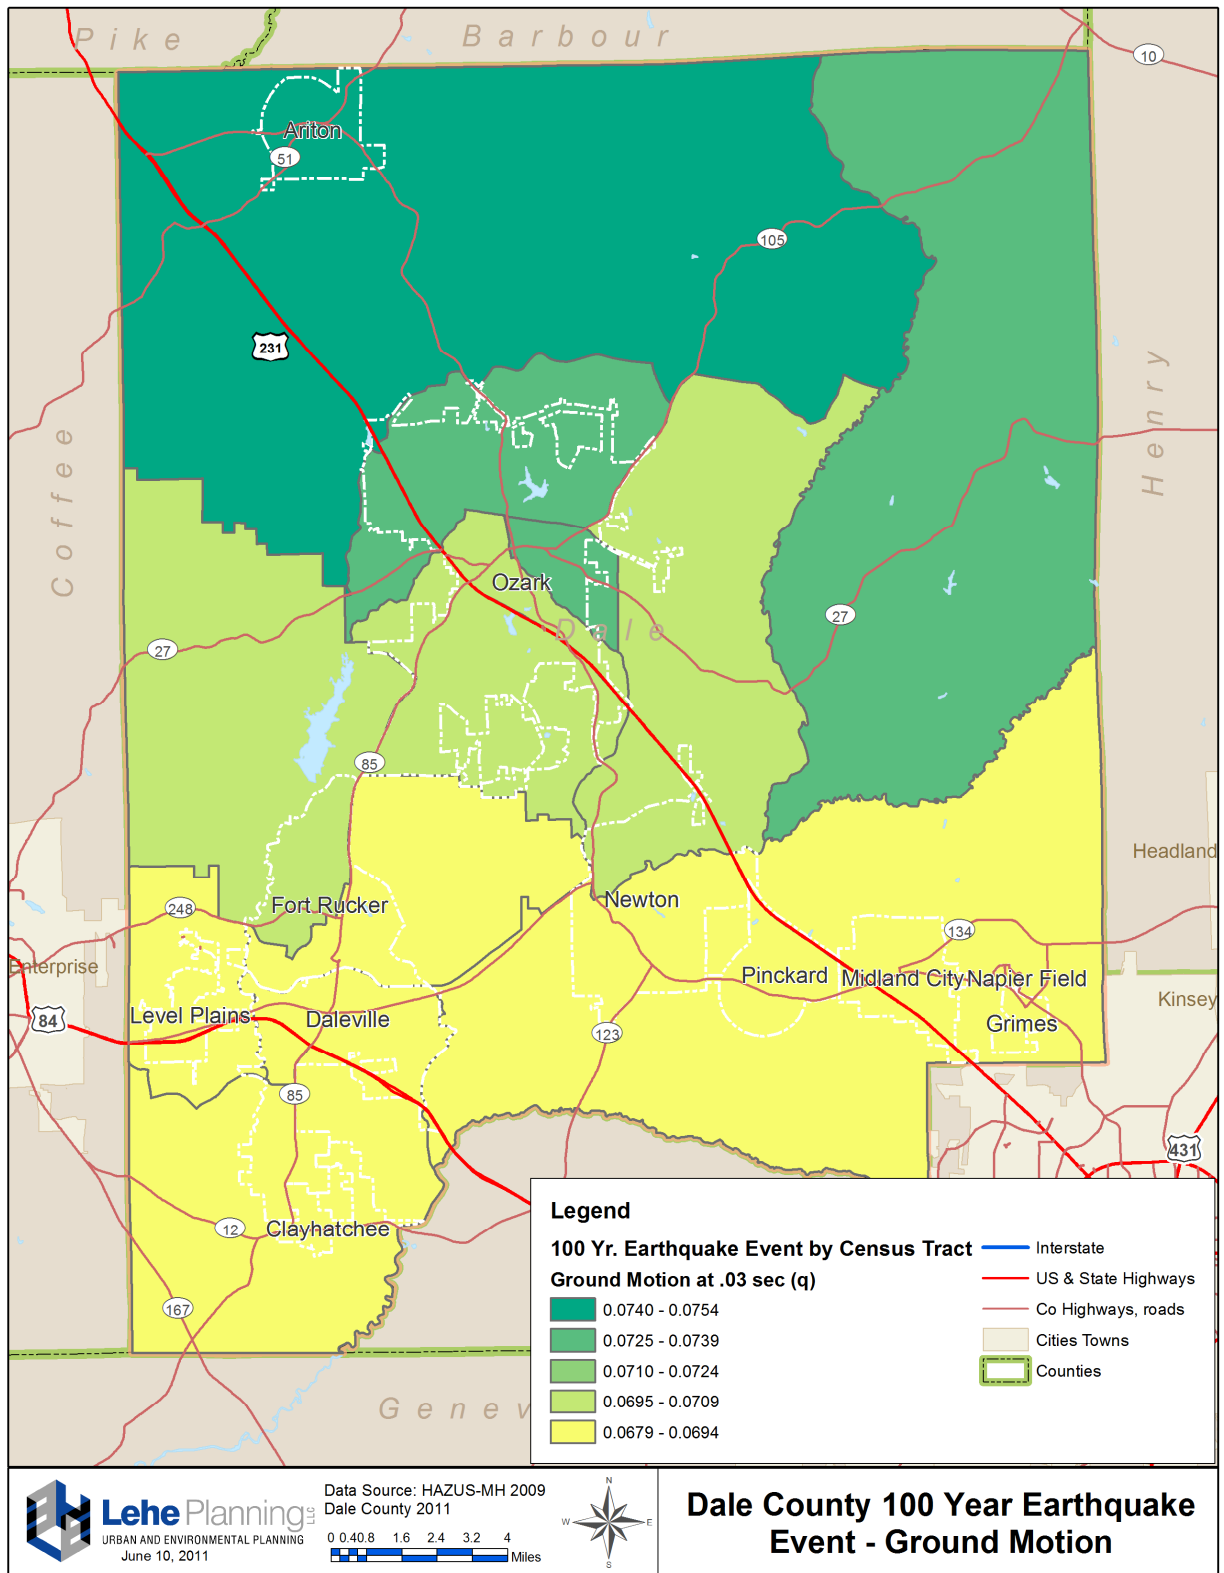 Pike
Barbour
10
Ariton
51
105
231
Henry
Coffee
Ozark
Dale
27
27
85
Headland
Fort Rucker
Newton
248
134
Enterprise
Pinckard
Midland City
Napier Field
Kinsey
84
Level Plains
Daleville
Grimes
123
85
431
Clayhatchee
12
167
Genev
Legend
100 Yr. Earthquake Event by Census Tract
Ground Motion at .03 sec (q)
0.0740 - 0.0754
0.0725 - 0.0739
0.0710 - 0.0724
0.0695 - 0.0709
0.0679 - 0.0694
Interstate
US & State Highways
Co Highways, roads
Cities Towns
Counties
Lehe Planning LLC
URBAN AND ENVIRONMENTAL PLANNING
June 10, 2011
Data Source: HAZUS-MH 2009
Dale County 2011
0 0.40.8 1.6 2.4 3.2 4
Miles
N
W E
S
Dale County 100 Year Earthquake
Event - Ground Motion